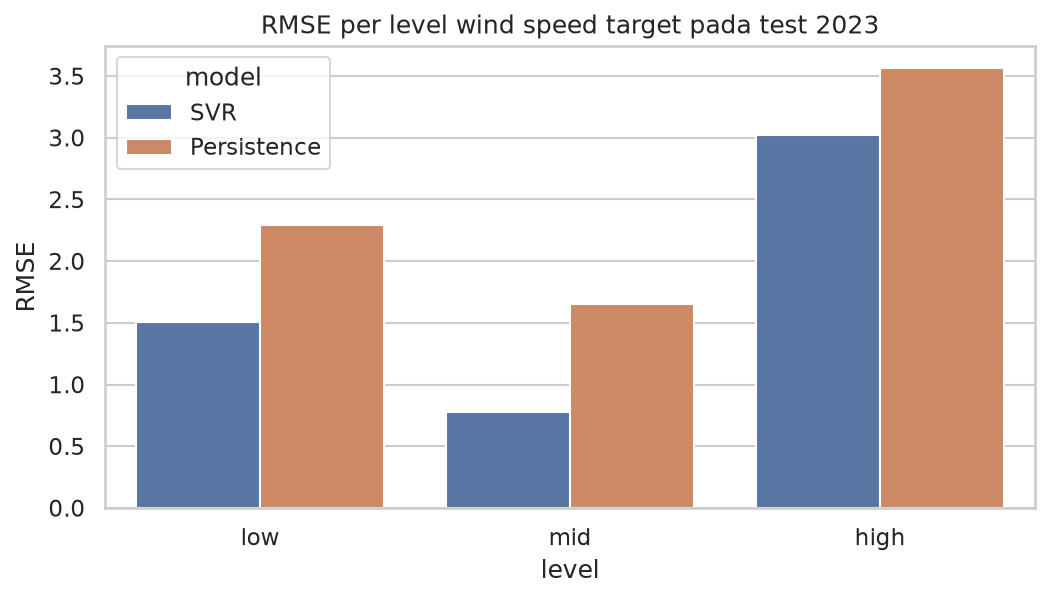 RMSE per level wind speed target pada test 2023
model
SVR
Persistence
RMSE
3.5
3.0
2.5
2.0
1.5
1.0
0.5
0.0
low mid high
level